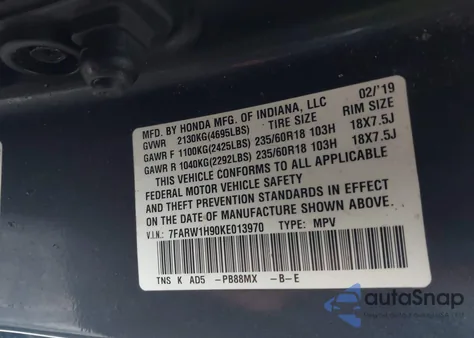 MFD. BY HONDA MFG. OF INDIANA, LLC 02/'19
GVWR 2130KG(4695LBS) TIRE SIZE RIM SIZE
GAWR F 1100KG(2425LBS) 235/60R18 103H 18X7.5J
GAWR R 1040KG(2292LBS) 235/60R18 103H 18X7.5J
THIS VEHICLE CONFORMS TO ALL APPLICABLE
FEDERAL MOTOR VEHICLE SAFETY
AND THEFT PREVENTION STANDARDS IN EFFECT
ON THE DATE OF MANUFACTURE SHOWN ABOVE.
V.I.N.: 7FARW1H90KE013970 TYPE: MPV
TNS K AD5 -PB88MX -B-E
autoSnap